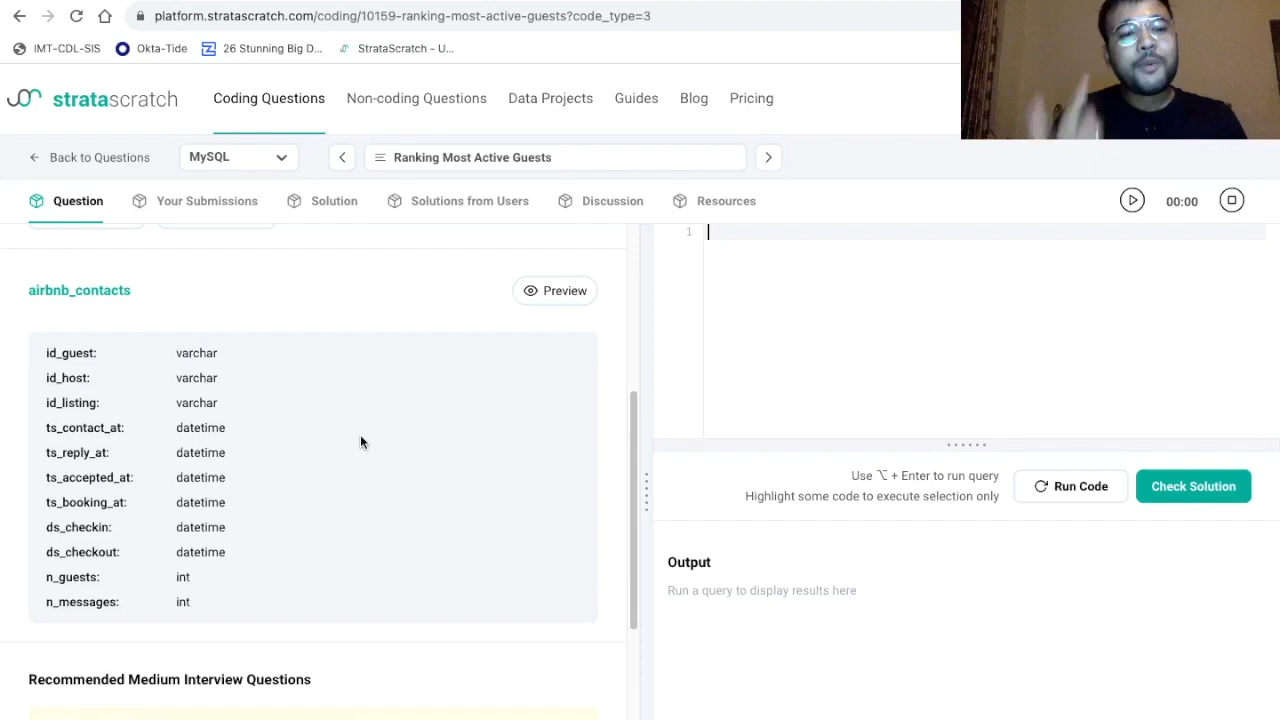 platform.stratascratch.com/coding/10159-ranking-most-active-guests?code_type=3
IMT-CDL-SIS Okta-Tide 26 Stunning Big D... StrataScratch - U...
stratascratch Coding Questions Non-coding Questions Data Projects Guides Blog Pricing
Back to Questions MySQL Ranking Most Active Guests
Question Your Submissions Solution Solutions from Users Discussion Resources 00:00
1
airbnb_contacts Preview
id_guest: varchar
id_host: varchar
id_listing: varchar
ts_contact_at: datetime
ts_reply_at: datetime
ts_accepted_at: datetime
ts_booking_at: datetime
ds_checkin: datetime
ds_checkout: datetime
n_guests: int
n_messages: int
Use ⌥ + Enter to run query
Highlight some code to execute selection only
Run Code Check Solution
Output
Run a query to display results here
Recommended Medium Interview Questions